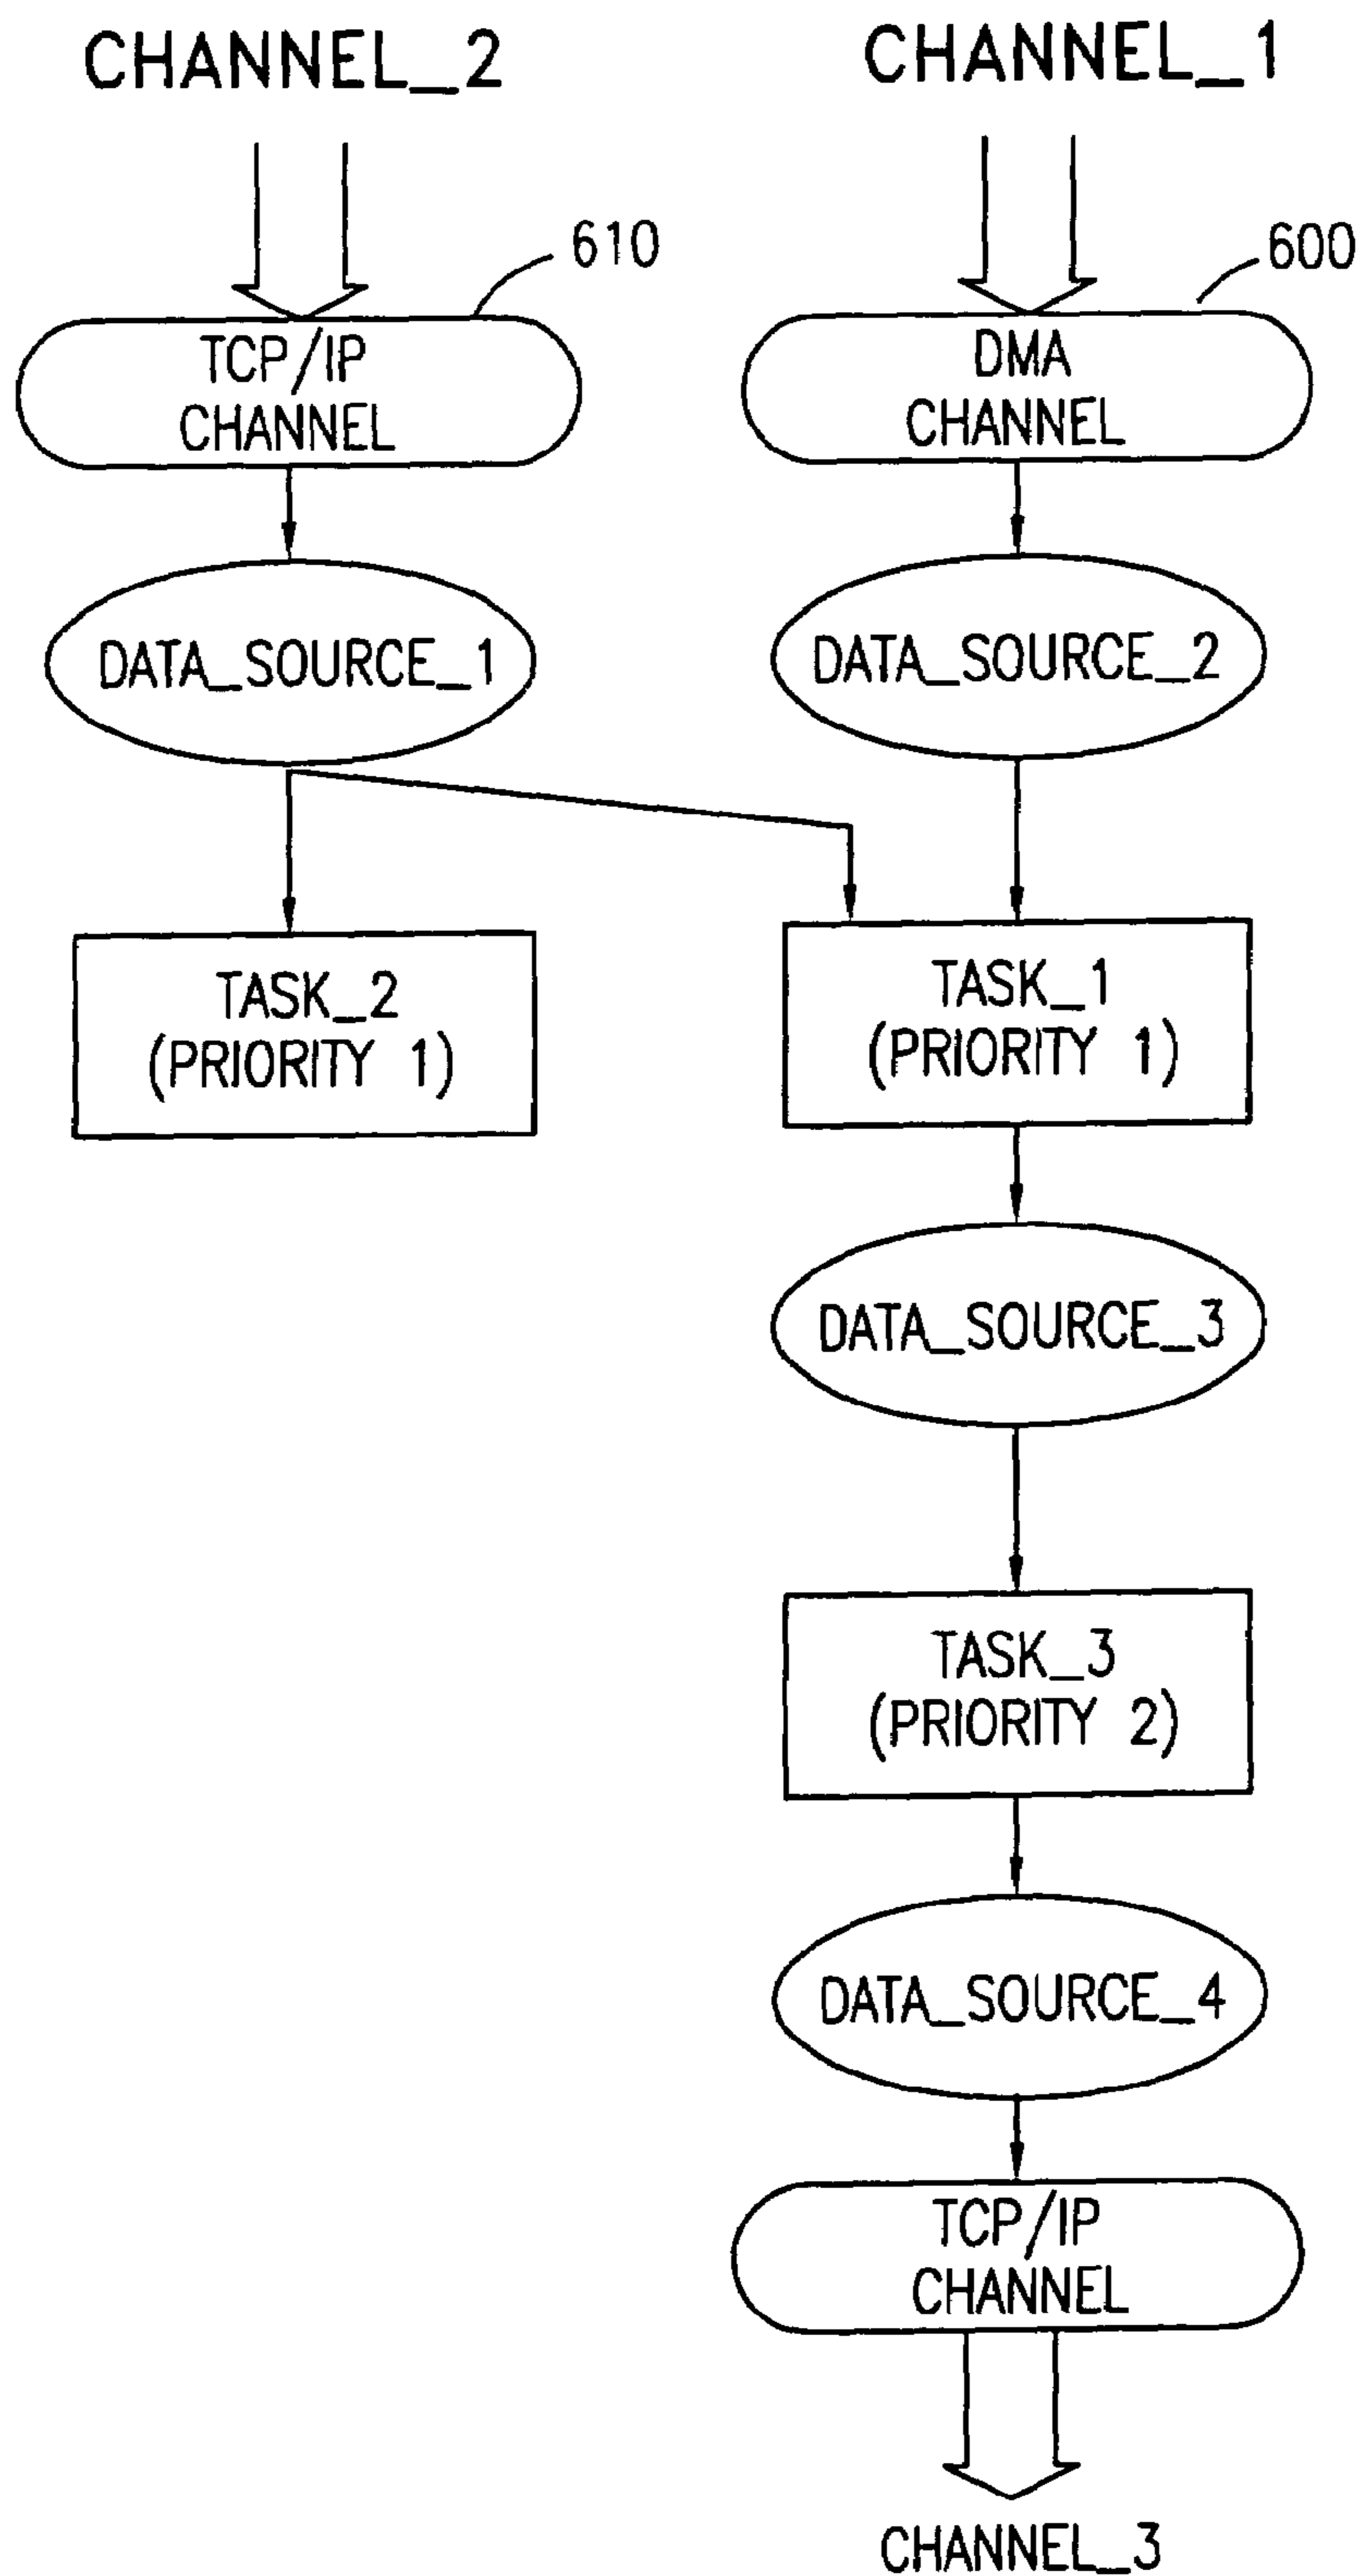 CHANNEL_2
CHANNEL_1
610
600
TCP/IP
CHANNEL
DMA
CHANNEL
DATA_SOURCE_1
DATA_SOURCE_2
TASK_2
(PRIORITY 1)
TASK_1
(PRIORITY 1)
DATA_SOURCE_3
TASK_3
(PRIORITY 2)
DATA_SOURCE_4
TCP/IP
CHANNEL
CHANNEL_3